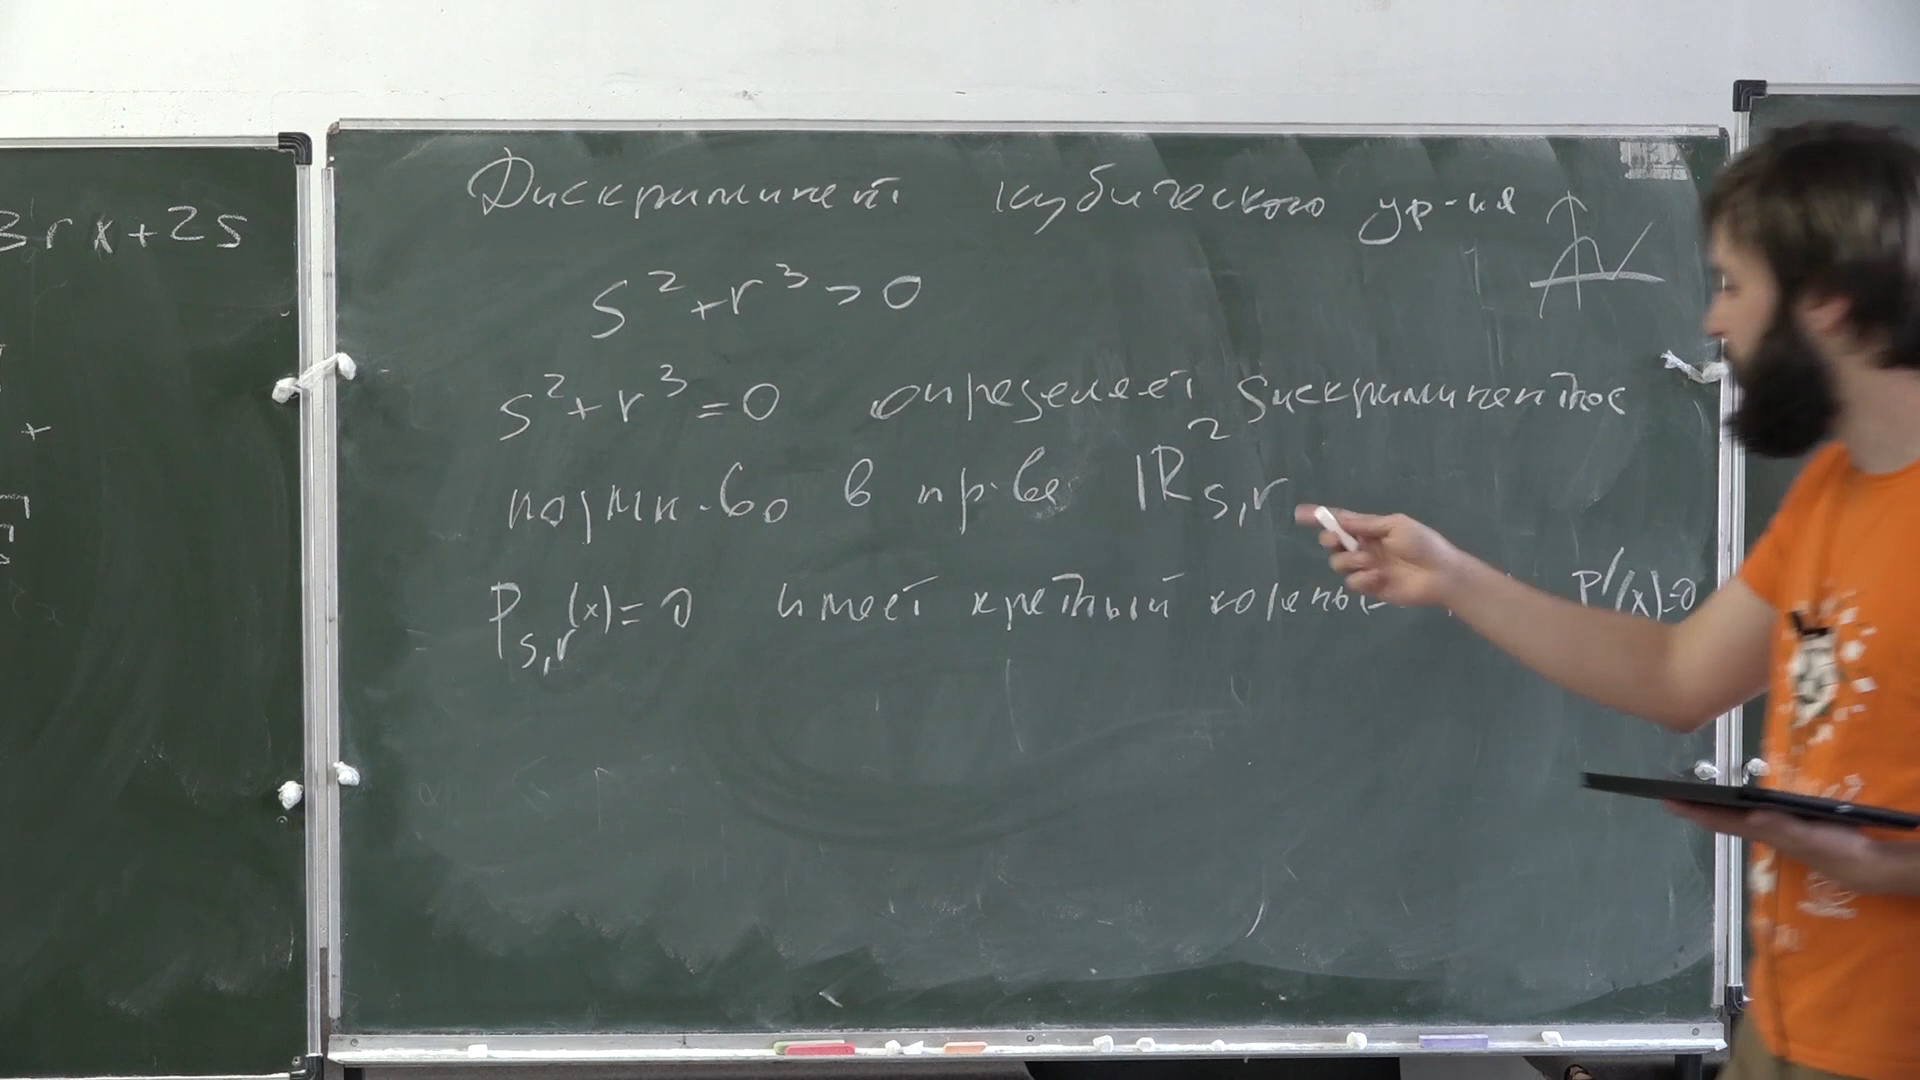 3rx+2s
Дискриминант кубического ур-ия
s²+r³>0
s²+r³=0 определяет дискриминантное
подмн-во в пр-ве ℝ²s,r
Ps,r(x)=0 имеет кратный корень P'(x)=0